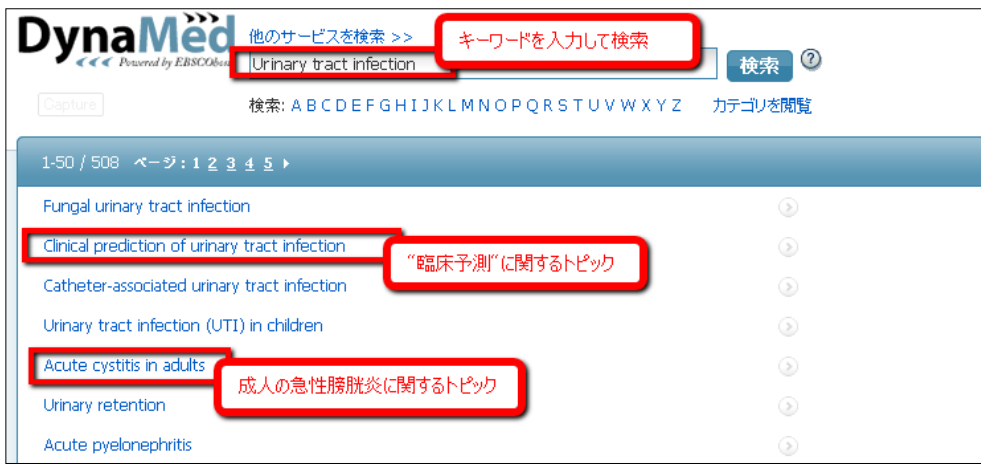 DynaMed
Powered by EBSCOhost
他のサービスを検索 >>
キーワードを入力して検索
Urinary tract infection
検索
?
Capture
検索: A B C D E F G H I J K L M N O P Q R S T U V W X Y Z カテゴリを閲覧
1-50 / 508 ページ: 1 2 3 4 5
Fungal urinary tract infection
Clinical prediction of urinary tract infection
“臨床予測“に関するトピック
Catheter-associated urinary tract infection
Urinary tract infection (UTI) in children
Acute cystitis in adults
成人の急性膀胱炎に関するトピック
Urinary retention
Acute pyelonephritis